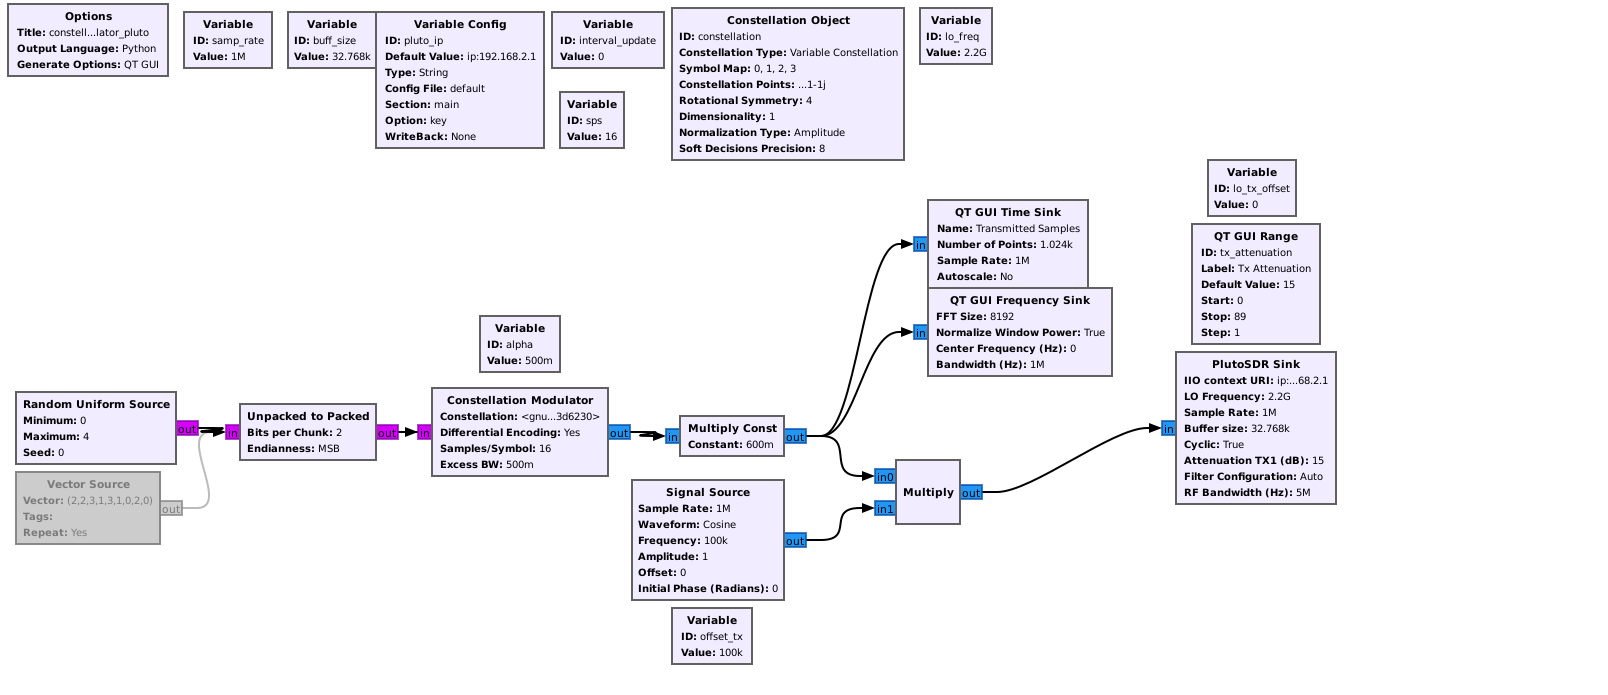 Options
Title: constell...lator_pluto
Output Language: Python
Generate Options: QT GUI
Variable
ID: samp_rate
Value: 1M
Variable
ID: buff_size
Value: 32.768k
Variable Config
ID: pluto_ip
Default Value: ip:192.168.2.1
Type: String
Config File: default
Section: main
Option: key
WriteBack: None
Variable
ID: interval_update
Value: 0
Variable
ID: sps
Value: 16
Constellation Object
ID: constellation
Constellation Type: Variable Constellation
Symbol Map: 0, 1, 2, 3
Constellation Points: ...1-1j
Rotational Symmetry: 4
Dimensionality: 1
Normalization Type: Amplitude
Soft Decisions Precision: 8
Variable
ID: lo_freq
Value: 2.2G
Variable
ID: lo_tx_offset
Value: 0
QT GUI Range
ID: tx_attenuation
Label: Tx Attenuation
Default Value: 15
Start: 0
Stop: 89
Step: 1
QT GUI Time Sink
Name: Transmitted Samples
Number of Points: 1.024k
Sample Rate: 1M
Autoscale: No
in
QT GUI Frequency Sink
FFT Size: 8192
Normalize Window Power: True
Center Frequency (Hz): 0
Bandwidth (Hz): 1M
in
Variable
ID: alpha
Value: 500m
Random Uniform Source
Minimum: 0
Maximum: 4
Seed: 0
out
Vector Source
Vector: (2,2,3,1,3,1,0,2,0)
Tags:
Repeat: Yes
out
in
Unpacked to Packed
Bits per Chunk: 2
Endianness: MSB
out
in
Constellation Modulator
Constellation: <gnu...3d6230>
Differential Encoding: Yes
Samples/Symbol: 16
Excess BW: 500m
out
in
Multiply Const
Constant: 600m
out
Signal Source
Sample Rate: 1M
Waveform: Cosine
Frequency: 100k
Amplitude: 1
Offset: 0
Initial Phase (Radians): 0
out
Variable
ID: offset_tx
Value: 100k
in0
in1
Multiply
out
in
PlutoSDR Sink
IIO context URI: ip:...68.2.1
LO Frequency: 2.2G
Sample Rate: 1M
Buffer size: 32.768k
Cyclic: True
Attenuation TX1 (dB): 15
Filter Configuration: Auto
RF Bandwidth (Hz): 5M